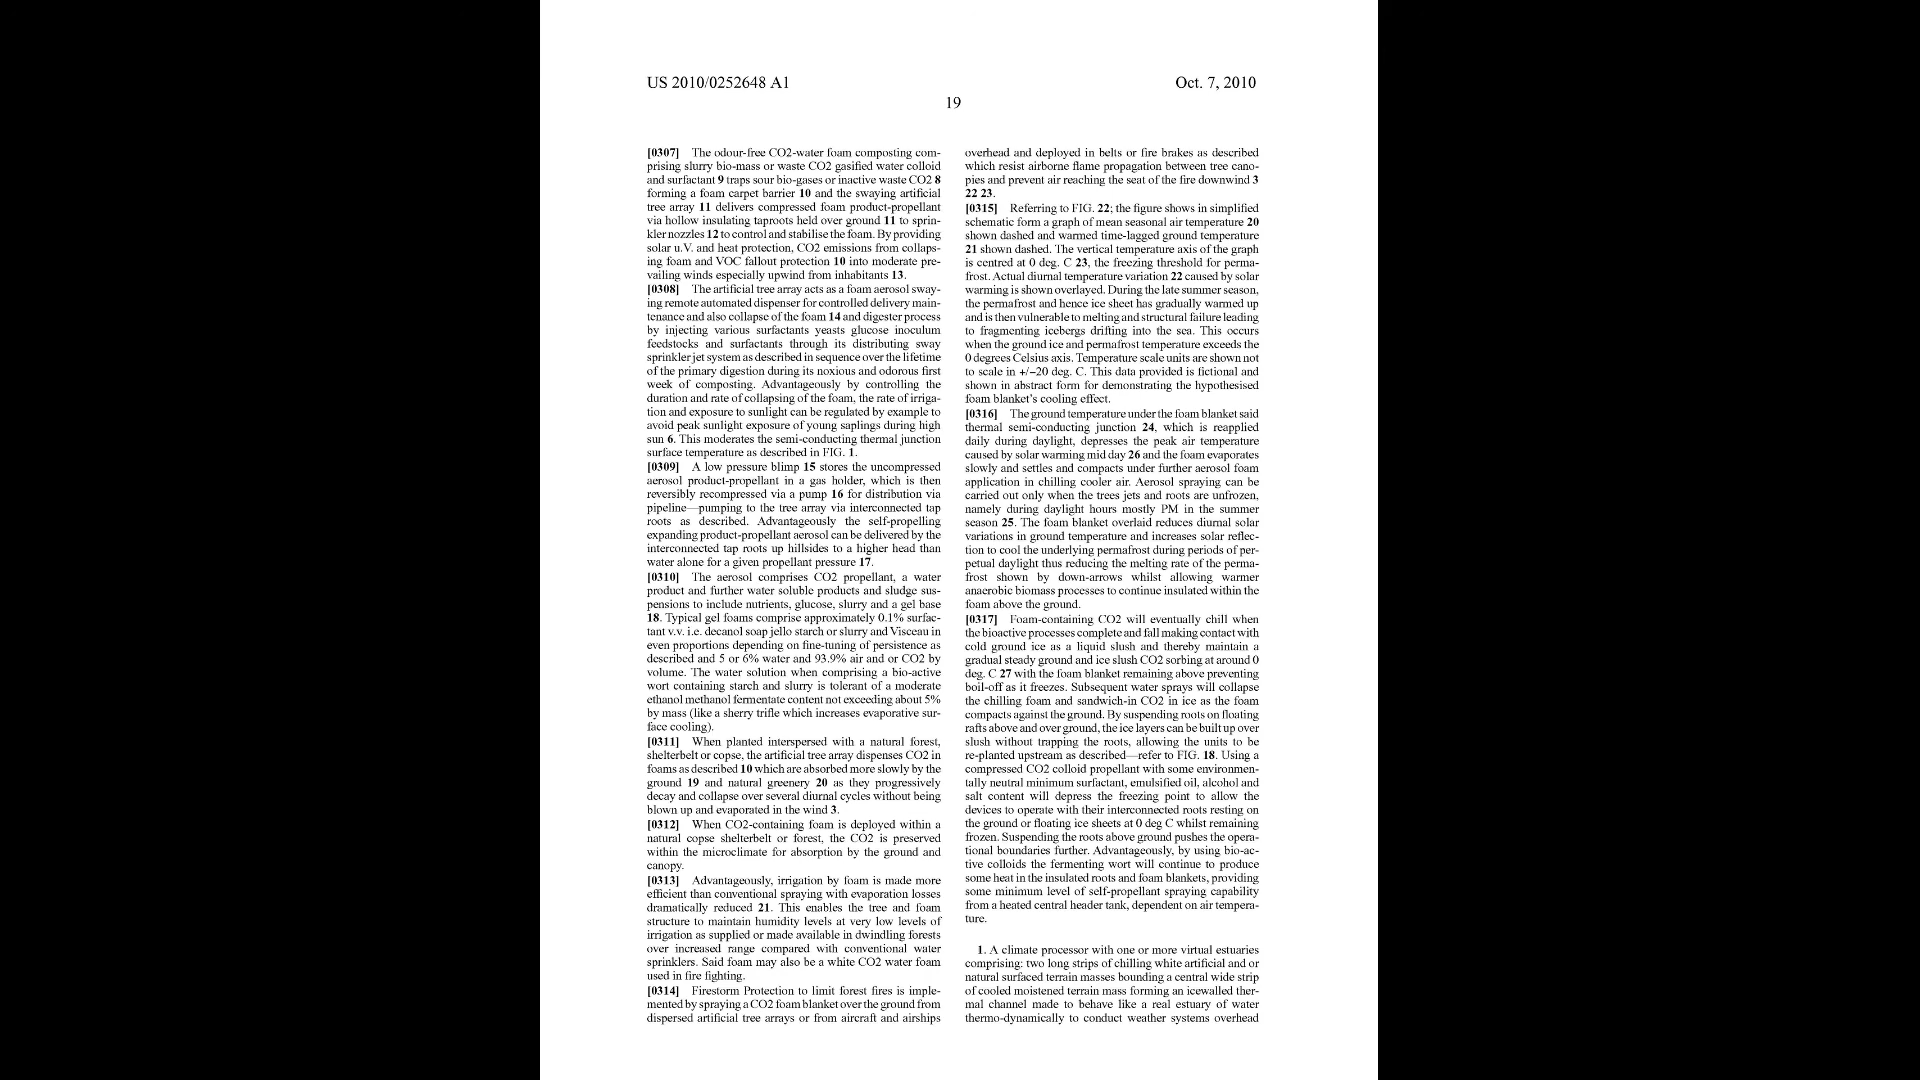 US 2010/0252648 A1
Oct. 7, 2010
19
[0307] The odour-free CO2-water foam composting com-
prising slurry bio-mass or waste CO2 gasified water colloid
and surfactant 9 traps sour bio-gases or inactive waste CO2 8
forming a foam carpet barrier 10 and the swaying artificial
tree array 11 delivers compressed foam product-propellant
via hollow insulating taproots held over ground 11 to sprin-
kler nozzles 12 to control and stabilise the foam. By providing
solar u.V. and heat protection, CO2 emissions from collaps-
ing foam and VOC fallout protection 10 into moderate pre-
vailing winds especially upwind from inhabitants 13.
[0308] The artificial tree array acts as a foam aerosol sway-
ing remote automated dispenser for controlled delivery main-
tenance and also collapse of the foam 14 and digester process
by injecting various surfactants yeasts glucose inoculum
feedstocks and surfactants through its distributing sway
sprinkler jet system as described in sequence over the lifetime
of the primary digestion during its noxious and odorous first
week of composting. Advantageously by controlling the
duration and rate of collapsing of the foam, the rate of irriga-
tion and exposure to sunlight can be regulated by example to
avoid peak sunlight exposure of young saplings during high
sun 6. This moderates the semi-conducting thermal junction
surface temperature as described in FIG. 1.
[0309] A low pressure blimp 15 stores the uncompressed
aerosol product-propellant in a gas holder, which is then
reversibly recompressed via a pump 16 for distribution via
pipeline—pumping to the tree array via interconnected tap
roots as described. Advantageously the self-propelling
expanding product-propellant aerosol can be delivered by the
interconnected tap roots up hillsides to a higher head than
water alone for a given propellant pressure 17.
[0310] The aerosol comprises CO2 propellant, a water
product and further water soluble products and sludge sus-
pensions to include nutrients, glucose, slurry and a gel base
18. Typical gel foams comprise approximately 0.1% surfac-
tant v.v. i.e. decanol soap jello starch or slurry and Visceau in
even proportions depending on fine-tuning of persistence as
described and 5 or 6% water and 93.9% air and or CO2 by
volume. The water solution when comprising a bio-active
wort containing starch and slurry is tolerant of a moderate
ethanol methanol fermentate content not exceeding about 5%
by mass (like a sherry trifle which increases evaporative sur-
face cooling).
[0311] When planted interspersed with a natural forest,
shelterbelt or copse, the artificial tree array dispenses CO2 in
foams as described 10 which are absorbed more slowly by the
ground 19 and natural greenery 20 as they progressively
decay and collapse over several diurnal cycles without being
blown up and evaporated in the wind 3.
[0312] When CO2-containing foam is deployed within a
natural copse shelterbelt or forest, the CO2 is preserved
within the microclimate for absorption by the ground and
canopy.
[0313] Advantageously, irrigation by foam is made more
efficient than conventional spraying with evaporation losses
dramatically reduced 21. This enables the tree and foam
structure to maintain humidity levels at very low levels of
irrigation as supplied or made available in dwindling forests
over increased range compared with conventional water
sprinklers. Said foam may also be a white CO2 water foam
used in fire fighting.
[0314] Firestorm Protection to limit forest fires is imple-
mented by spraying a CO2 foam blanket over the ground from
dispersed artificial tree arrays or from aircraft and airships
overhead and deployed in belts or fire brakes as described
which resist airborne flame propagation between tree cano-
pies and prevent air reaching the seat of the fire downwind 3
22 23.
[0315] Referring to FIG. 22; the figure shows in simplified
schematic form a graph of mean seasonal air temperature 20
shown dashed and warmed time-lagged ground temperature
21 shown dashed. The vertical temperature axis of the graph
is centred at 0 deg. C 23, the freezing threshold for perma-
frost. Actual diurnal temperature variation 22 caused by solar
warming is shown overlayed. During the late summer season,
the permafrost and hence ice sheet has gradually warmed up
and is then vulnerable to melting and structural failure leading
to fragmenting icebergs drifting into the sea. This occurs
when the ground ice and permafrost temperature exceeds the
0 degrees Celsius axis. Temperature scale units are shown not
to scale in +/−20 deg. C. This data provided is fictional and
shown in abstract form for demonstrating the hypothesised
foam blanket's cooling effect.
[0316] The ground temperature under the foam blanket said
thermal semi-conducting junction 24, which is reapplied
daily during daylight, depresses the peak air temperature
caused by solar warming mid day 26 and the foam evaporates
slowly and settles and compacts under further aerosol foam
application in chilling cooler air. Aerosol spraying can be
carried out only when the trees jets and roots are unfrozen,
namely during daylight hours mostly PM in the summer
season 25. The foam blanket overlaid reduces diurnal solar
variations in ground temperature and increases solar reflec-
tion to cool the underlying permafrost during periods of per-
petual daylight thus reducing the melting rate of the perma-
frost shown by down-arrows whilst allowing warmer
anaerobic biomass processes to continue insulated within the
foam above the ground.
[0317] Foam-containing CO2 will eventually chill when
the bioactive processes complete and fall making contact with
cold ground ice as a liquid slush and thereby maintain a
gradual steady ground and ice slush CO2 sorbing at around 0
deg. C 27 with the foam blanket remaining above preventing
boil-off as it freezes. Subsequent water sprays will collapse
the chilling foam and sandwich-in CO2 in ice as the foam
compacts against the ground. By suspending roots on floating
rafts above and over ground, the ice layers can be built up over
slush without trapping the roots, allowing the units to be
re-planted upstream as described—refer to FIG. 18. Using a
compressed CO2 colloid propellant with some environmen-
tally neutral minimum surfactant, emulsified oil, alcohol and
salt content will depress the freezing point to allow the
devices to operate with their interconnected roots resting on
the ground or floating ice sheets at 0 deg C whilst remaining
frozen. Suspending the roots above ground pushes the opera-
tional boundaries further. Advantageously, by using bio-ac-
tive colloids the fermenting wort will continue to produce
some heat in the insulated roots and foam blankets, providing
some minimum level of self-propellant spraying capability
from a heated central header tank, dependent on air tempera-
ture.
1. A climate processor with one or more virtual estuaries
comprising: two long strips of chilling white artificial and or
natural surfaced terrain masses bounding a central wide strip
of cooled moistened terrain mass forming an icewalled ther-
mal channel made to behave like a real estuary of water
thermo-dynamically to conduct weather systems overhead